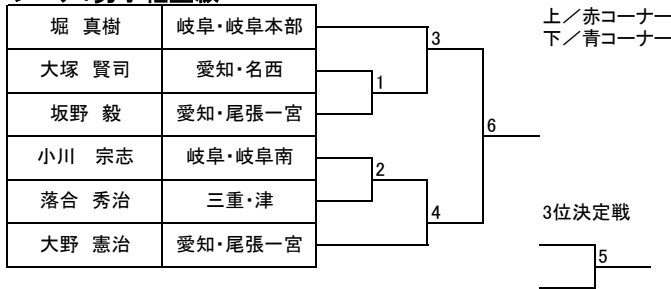 上／赤コーナー
下／青コーナー
堀 真樹 岐阜・岐阜本部
大塚 賢司 愛知・名西
坂野 毅 愛知・尾張一宮
小川 宗志 岐阜・岐阜南
落合 秀治 三重・津
大野 憲治 愛知・尾張一宮
3
1
6
2
4
3位決定戦
5